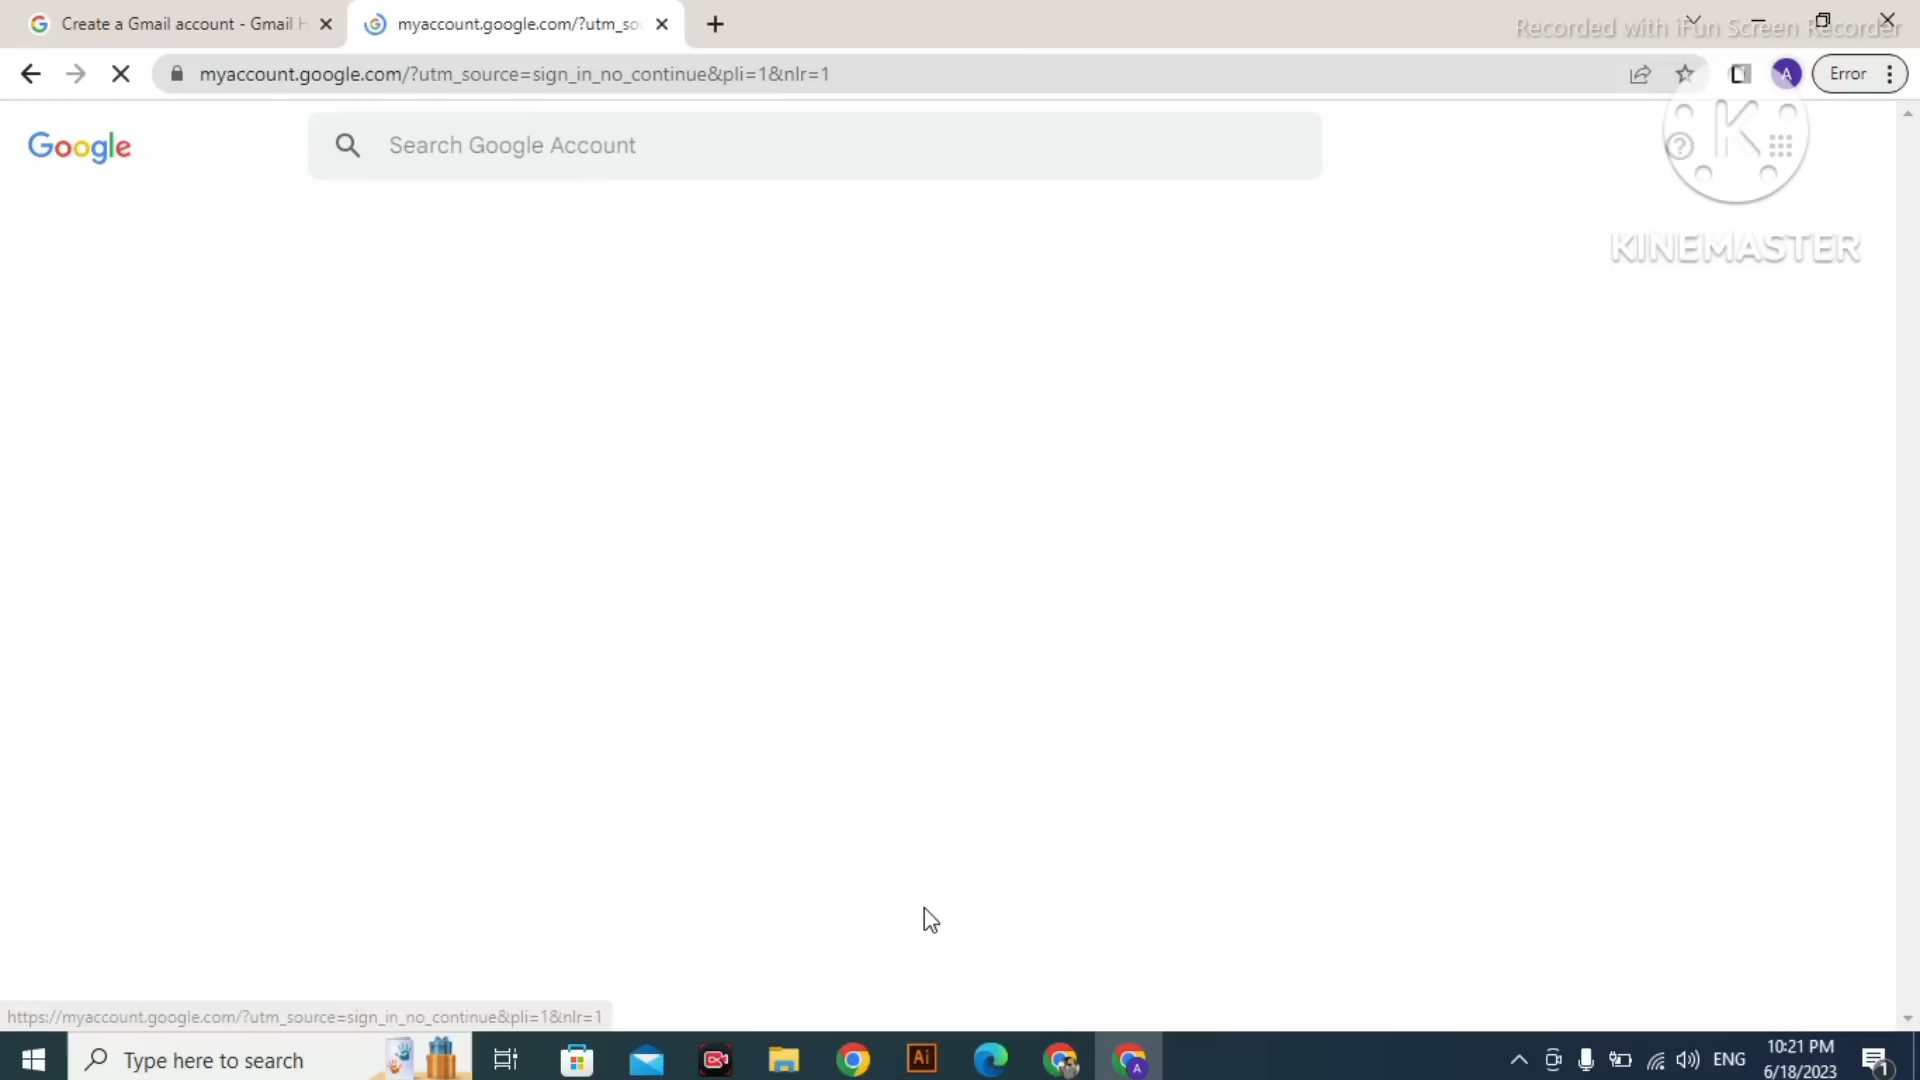 Create a Gmail account - Gmail H
myaccount.google.com/?utm_so
Recorded with iFun Screen Recorder
myaccount.google.com/?utm_source=sign_in_no_continue&pli=1&nlr=1
A
Error
Google
Search Google Account
K
KINEMASTER
https://myaccount.google.com/?utm_source=sign_in_no_continue&pli=1&nlr=1
Type here to search
Ai
A
ENG
10:21 PM
6/18/2023
1